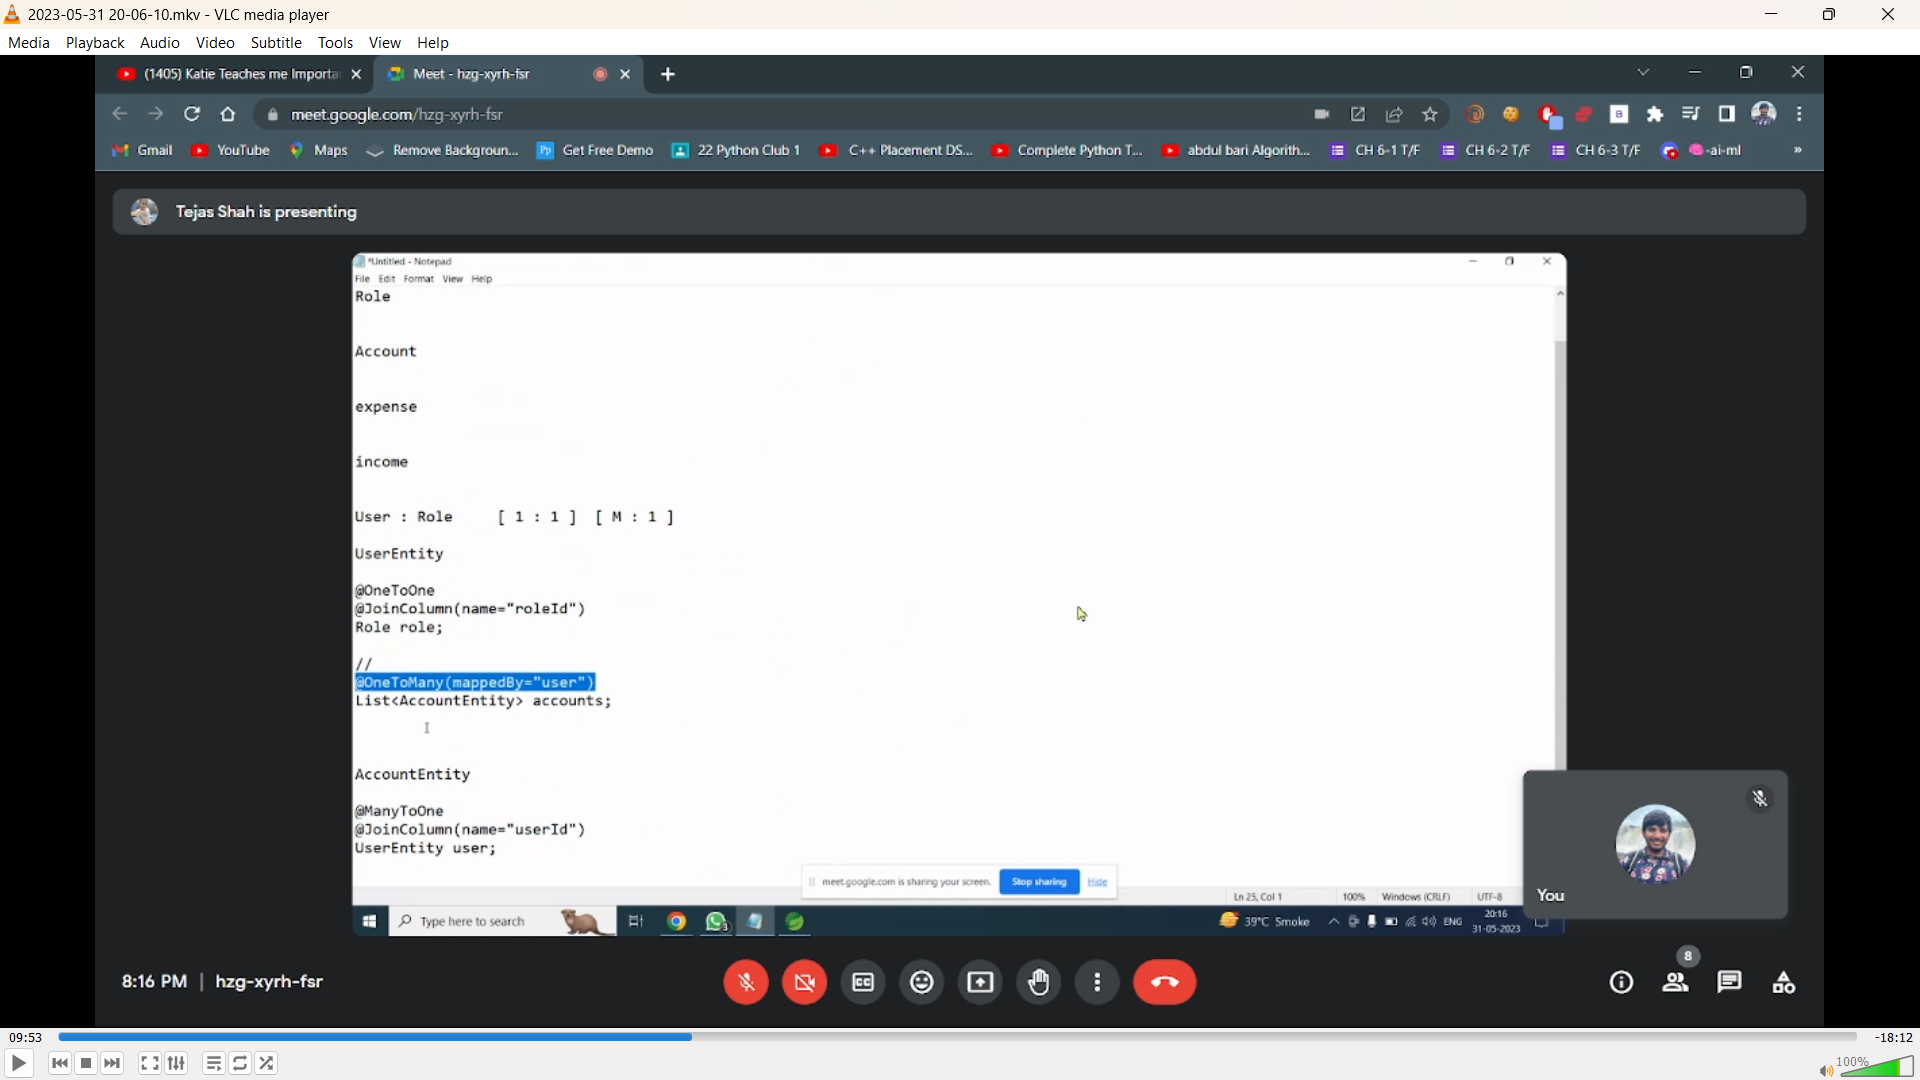 2023-05-31 20-06-10.mkv - VLC media player
Media Playback Audio Video Subtitle Tools View Help
(1405) Katie Teaches me Importa
Meet - hzg-xyrh-fsr
meet.google.com/hzg-xyrh-fsr
Gmail YouTube Maps Remove Backgroun... Get Free Demo 22 Python Club 1 C++ Placement DS... Complete Python T... abdul bari Algorith... CH 6-1 T/F CH 6-2 T/F CH 6-3 T/F -ai-ml »
Tejas Shah is presenting
*Untitled - Notepad
File Edit Format View Help
Role
Account
expense
income
User : Role [ 1 : 1 ] [ M : 1 ]
UserEntity
@OneToOne
@JoinColumn(name="roleId")
Role role;
//
@OneToMany(mappedBy="user")
List<AccountEntity> accounts;
AccountEntity
@ManyToOne
@JoinColumn(name="userId")
UserEntity user;
meet.google.com is sharing your screen. Stop sharing Hide
Ln 25, Col 1 100% Windows (CRLF) UTF-8
Type here to search
3
39°C Smoke
ENG
20:16
31-05-2023
You
8:16 PM | hzg-xyrh-fsr
8
09:53
-18:12
100%